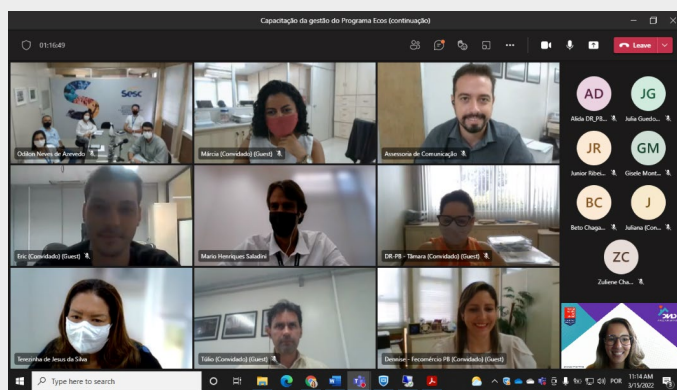 Capacitação da gestão do Programa Ecos (continuação)
01:16:49
Leave
Sesc
Odilon Neves de Azevedo
Márcia (Convidado) (Guest)
Assessoria de Comunicação
AD
JG
Alida DR_PB...
Julia Guedo...
JR
GM
Junior Ribei...
Gisele Mont...
Eric (Convidado) (Guest)
Mario Henriques Saladini
DR-PB - Tâmara (Convidado) (Guest)
BC
J
Beto Chaga...
Juliana (Con...
ZC
Zuliene Cha...
Terezinha de Jesus da Silva
Túlio (Convidado) (Guest)
Denise - Fecomércio PB (Convidado) (Guest)
Type here to search
POR
11:14 AM
3/15/2022